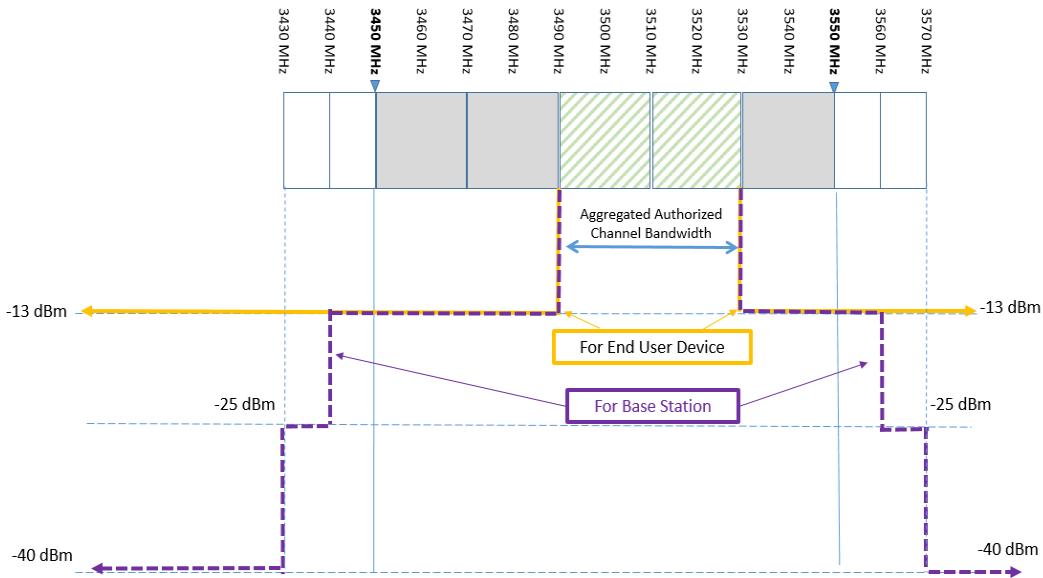 3430 MHz
3440 MHz
3450 MHz
3460 MHz
3470 MHz
3480 MHz
3490 MHz
3500 MHz
3510 MHz
3520 MHz
3530 MHz
3540 MHz
3550 MHz
3560 MHz
3570 MHz
Aggregated Authorized
Channel Bandwidth
-13 dBm
-13 dBm
For End User Device
-25 dBm
For Base Station
-25 dBm
-40 dBm
-40 dBm